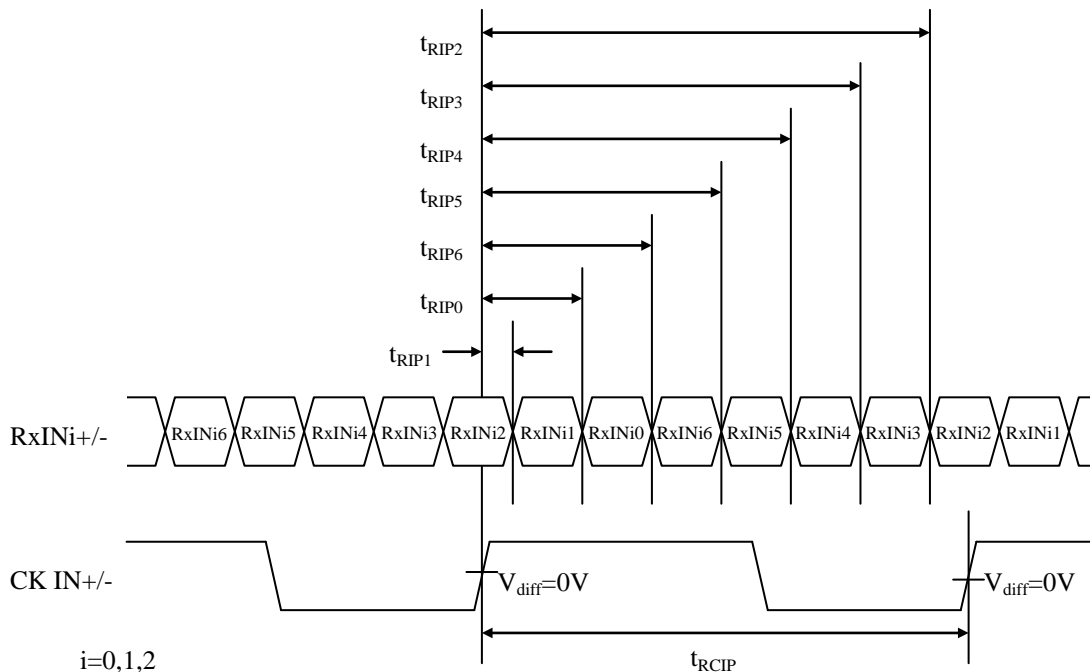 tRIP2
tRIP3
tRIP4
tRIP5
tRIP6
tRIP0
tRIP1
RxINi+/- RxINi6 RxINi5 RxINi4 RxINi3 RxINi2 RxINi1 RxINi0 RxINi6 RxINi5 RxINi4 RxINi3 RxINi2 RxINi1
CK IN+/- Vdiff=0V Vdiff=0V
i=0,1,2 tRCIP